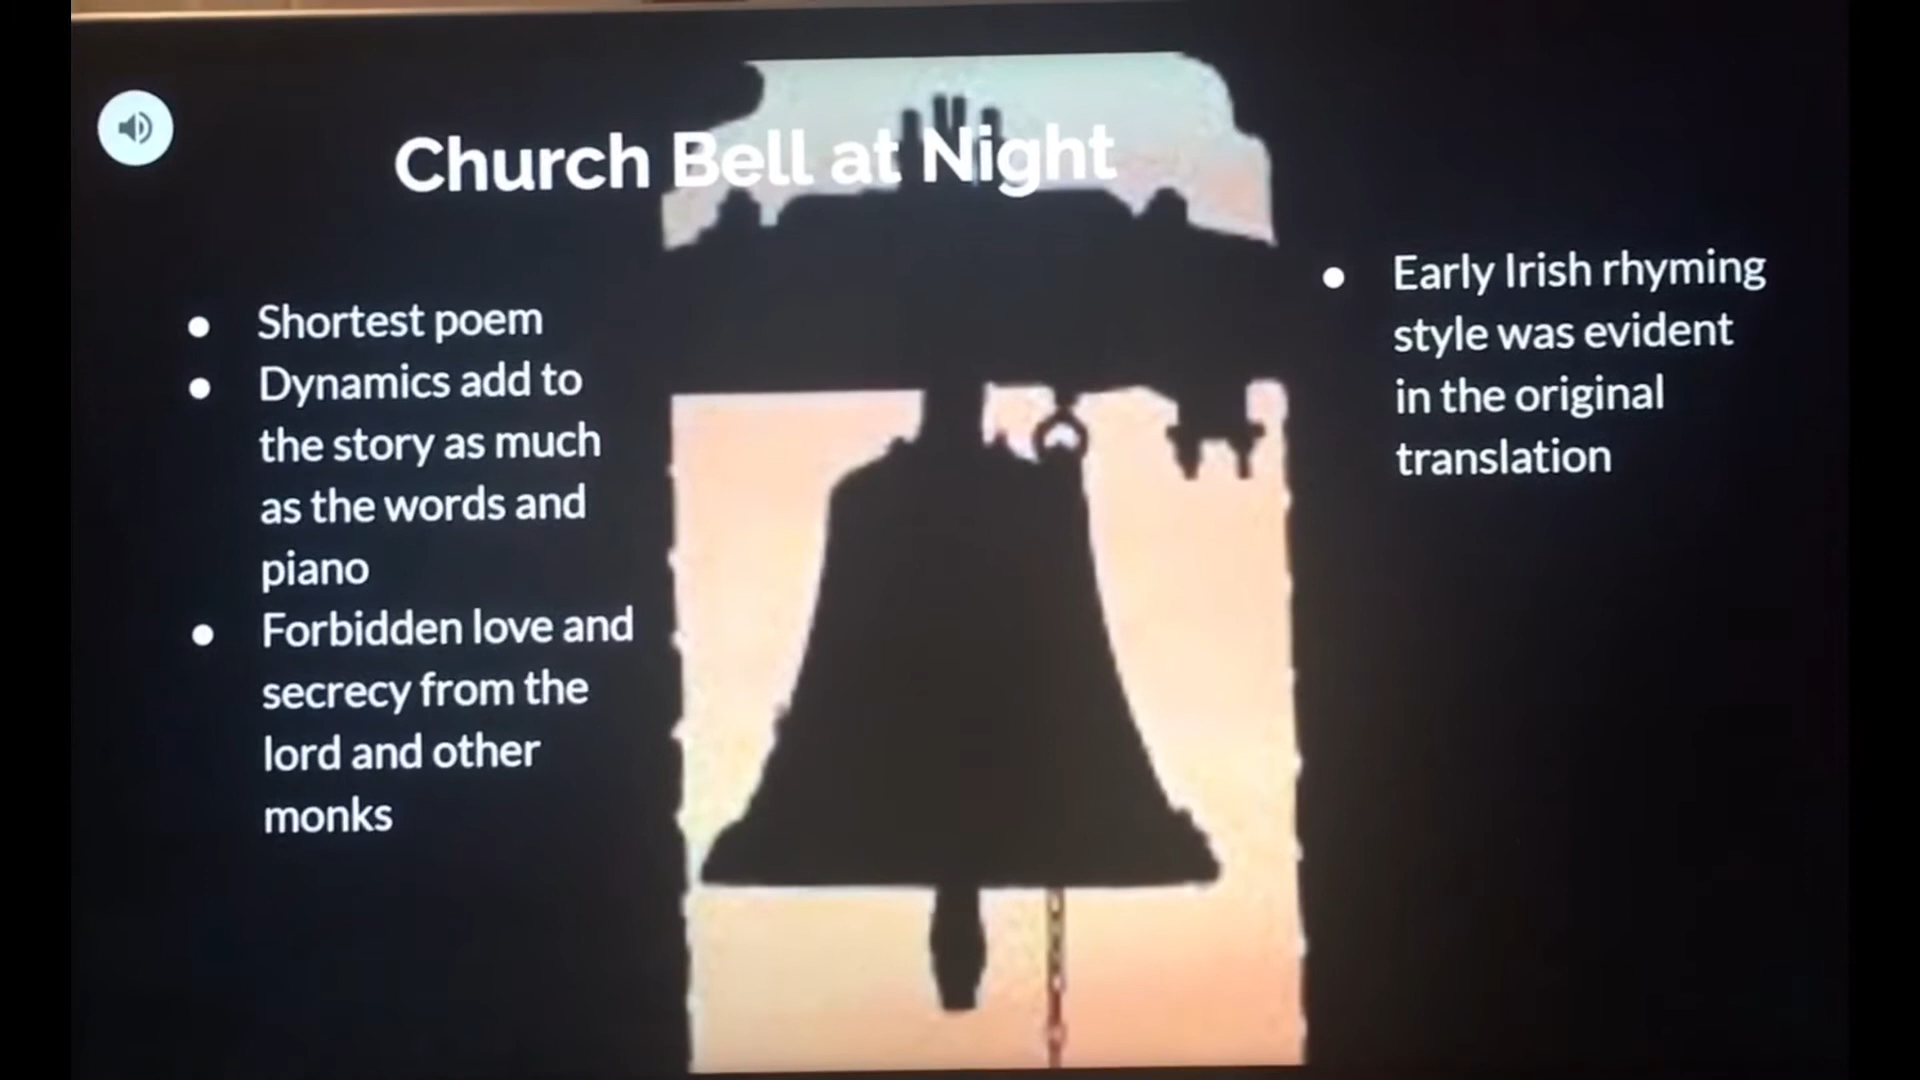 Church Bell at Night
Shortest poem
Dynamics add to
the story as much
as the words and
piano
Forbidden love and
secrecy from the
lord and other
monks
Early Irish rhyming
style was evident
in the original
translation